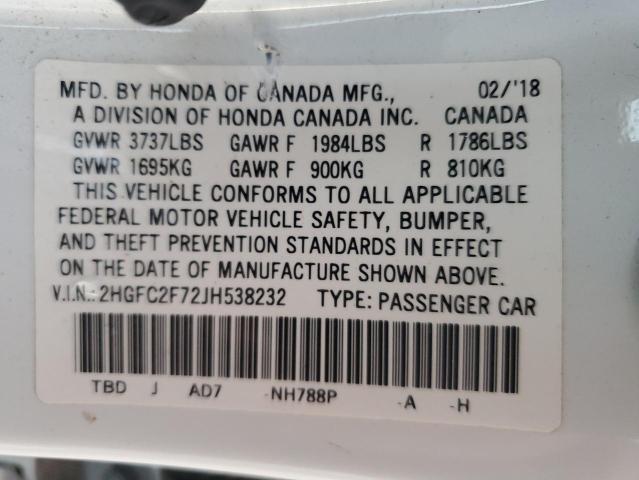 MFD. BY HONDA OF CANADA MFG., 02/'18
A DIVISION OF HONDA CANADA INC. CANADA
GVWR 3737LBS GAWR F 1984LBS R 1786LBS
GVWR 1695KG GAWR F 900KG R 810KG
THIS VEHICLE CONFORMS TO ALL APPLICABLE
FEDERAL MOTOR VEHICLE SAFETY, BUMPER,
AND THEFT PREVENTION STANDARDS IN EFFECT
ON THE DATE OF MANUFACTURE SHOWN ABOVE.
V.I.N.: 2HGFC2F72JH538232 TYPE: PASSENGER CAR
TBD J AD7 -NH788P -A -H